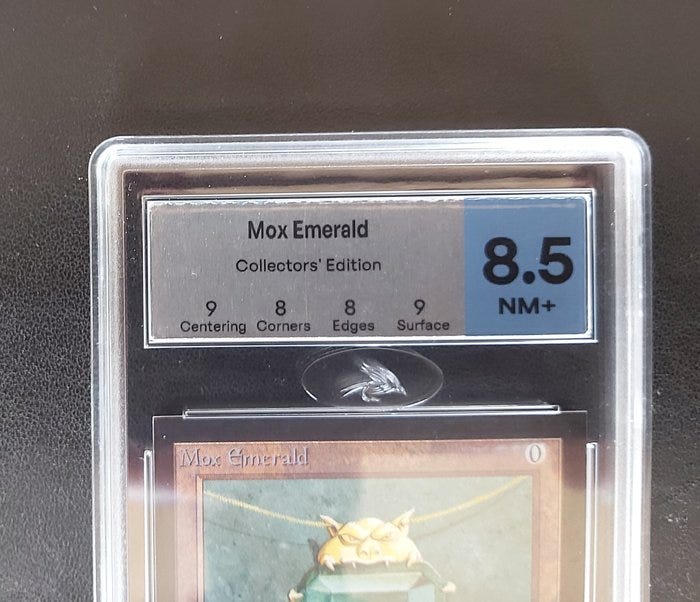 Mox Emerald
Collectors' Edition
8.5
NM+
9 8 8 9
Centering Corners Edges Surface
Mox Emerald 0